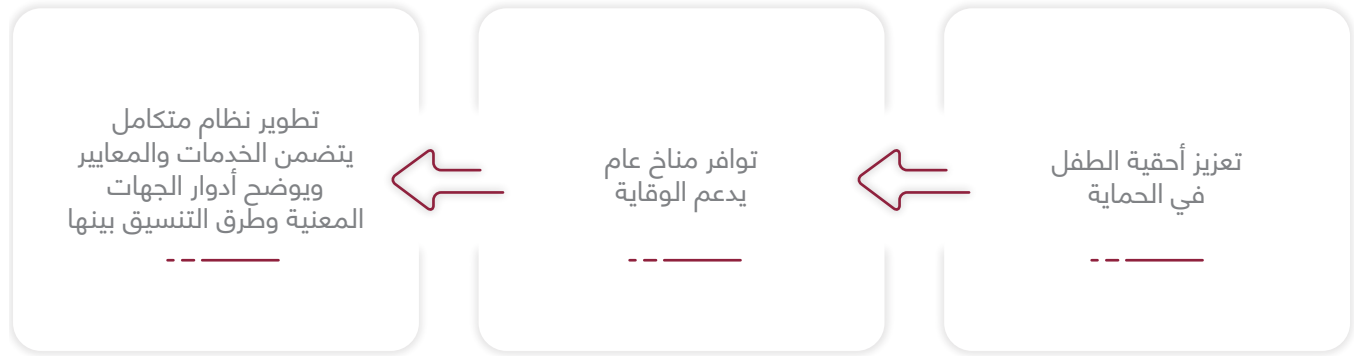 تعزيز أحقية الطفل
في الحماية
توافر مناخ عام
يدعم الوقاية
تطوير نظام متكامل
يتضمن الخدمات والمعايير
ويوضح أدوار الجهات
المعنية وطرق التنسيق بينها